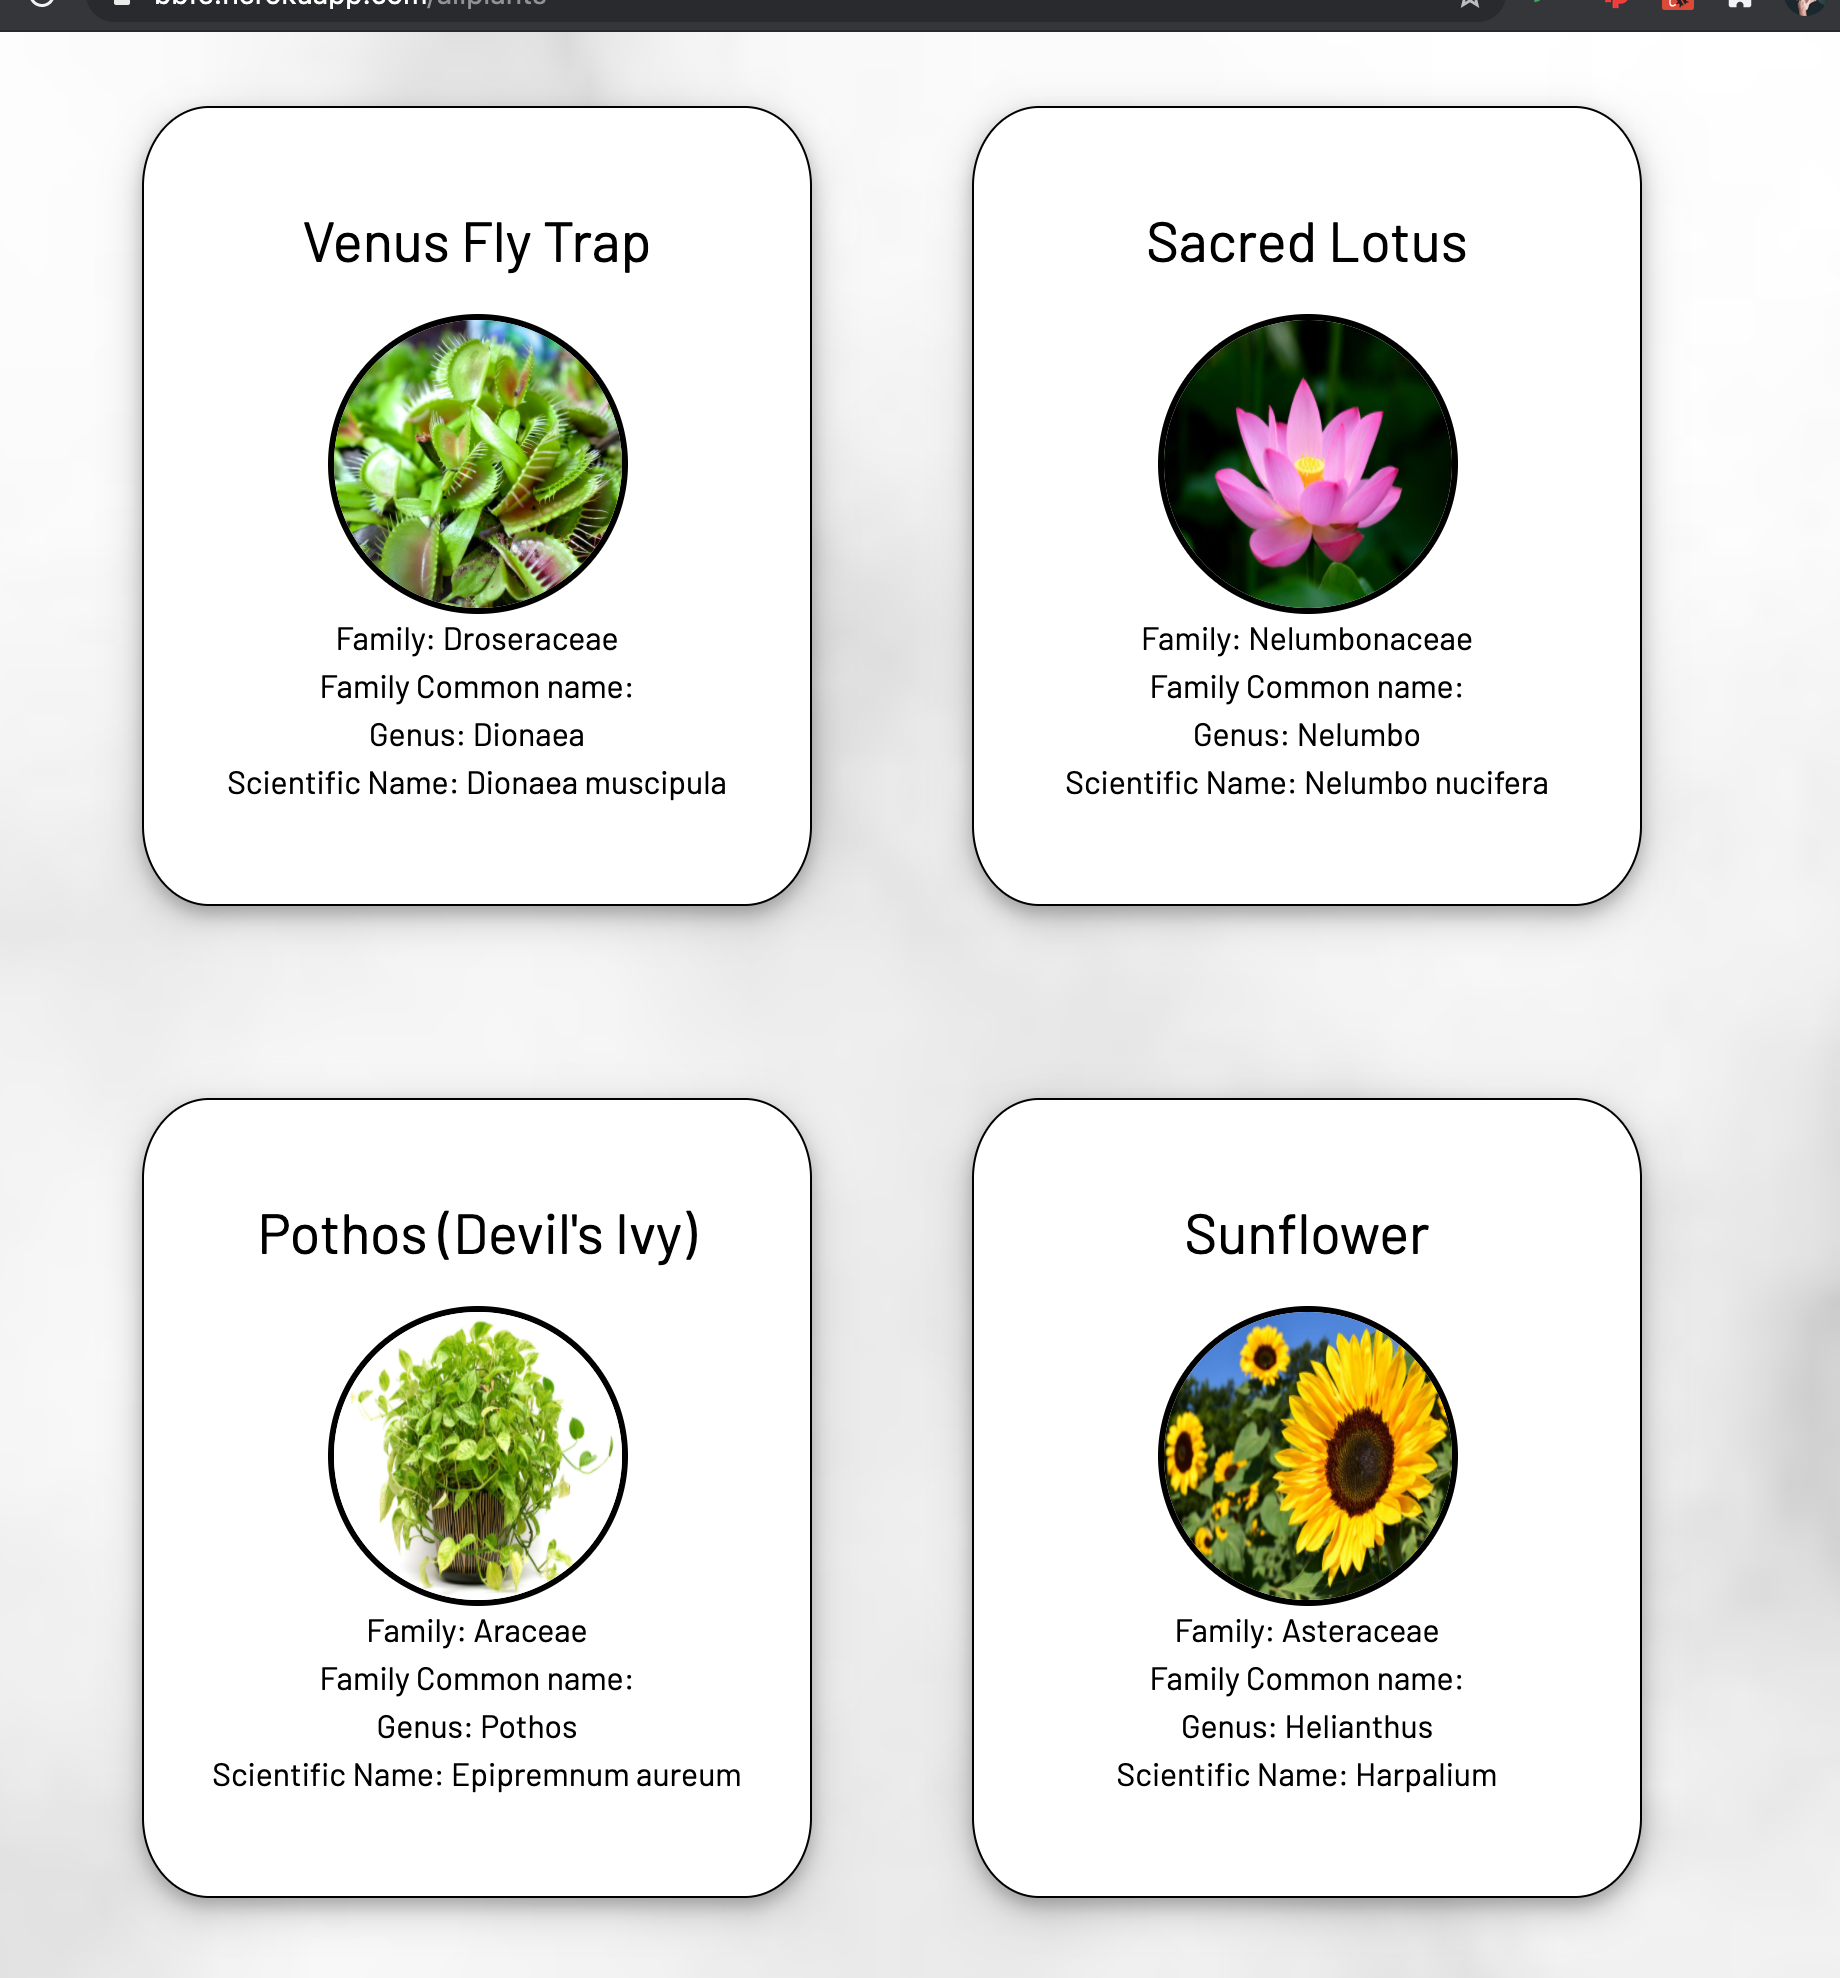 Venus Fly Trap
Family: Droseraceae
Family Common name:
Genus: Dionaea
Scientific Name: Dionaea muscipula
Sacred Lotus
Family: Nelumbonaceae
Family Common name:
Genus: Nelumbo
Scientific Name: Nelumbo nucifera
Pothos (Devil's Ivy)
Family: Araceae
Family Common name:
Genus: Pothos
Scientific Name: Epipremnum aureum
Sunflower
Family: Asteraceae
Family Common name:
Genus: Helianthus
Scientific Name: Harpalium